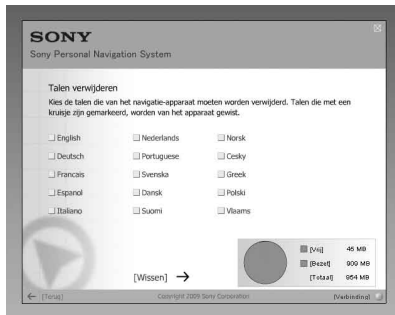 SONY
Sony Personal Navigation System
Talen verwijderen
Kies de talen die van het navigatie-apparaat moeten worden verwijderd. Talen die met een
kruisje zijn gemarkeerd, worden van het apparaat gewist.
English Nederlands Norsk
Deutsch Portuguese Cesky
Francais Svenska Greek
Espanol Dansk Polski
Italiano Suomi Vlaams
[Vrij] 45 MB
[Bezet] 909 MB
[Totaal] 954 MB
[Wissen]
[Terug] Copyright 2009 Sony Corporation [Verbinding]